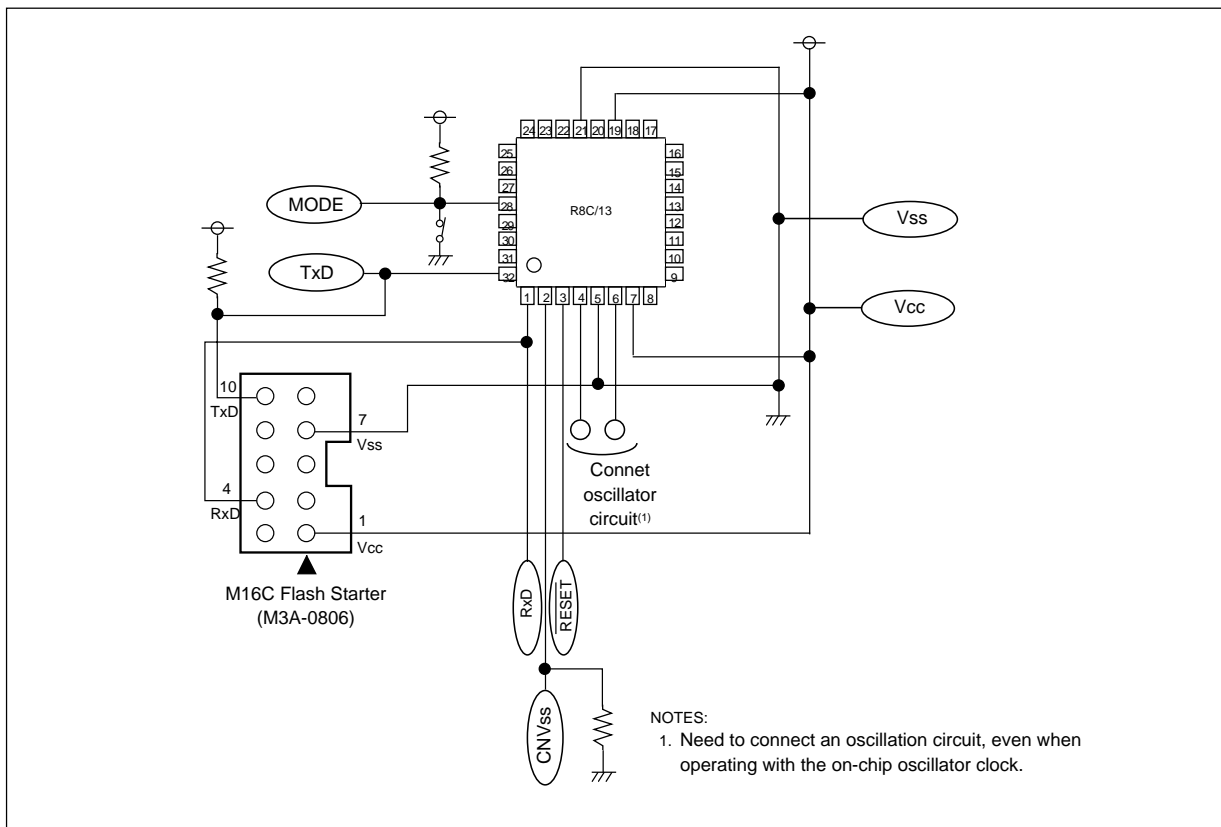 24 23 22 21 20 19 18 17
25
26
27
28
29
30
31
32
16
15
14
13
12
11
10
9
R8C/13
1 2 3 4 5 6 7 8
MODE
TxD
Vss
Vcc
10
TxD
7
Vss
4
RxD
1
Vcc
M16C Flash Starter
(M3A-0806)
Connet
oscillator
circuit(1)
RxD
RESET
CNVss
NOTES:
1. Need to connect an oscillation circuit, even when
operating with the on-chip oscillator clock.